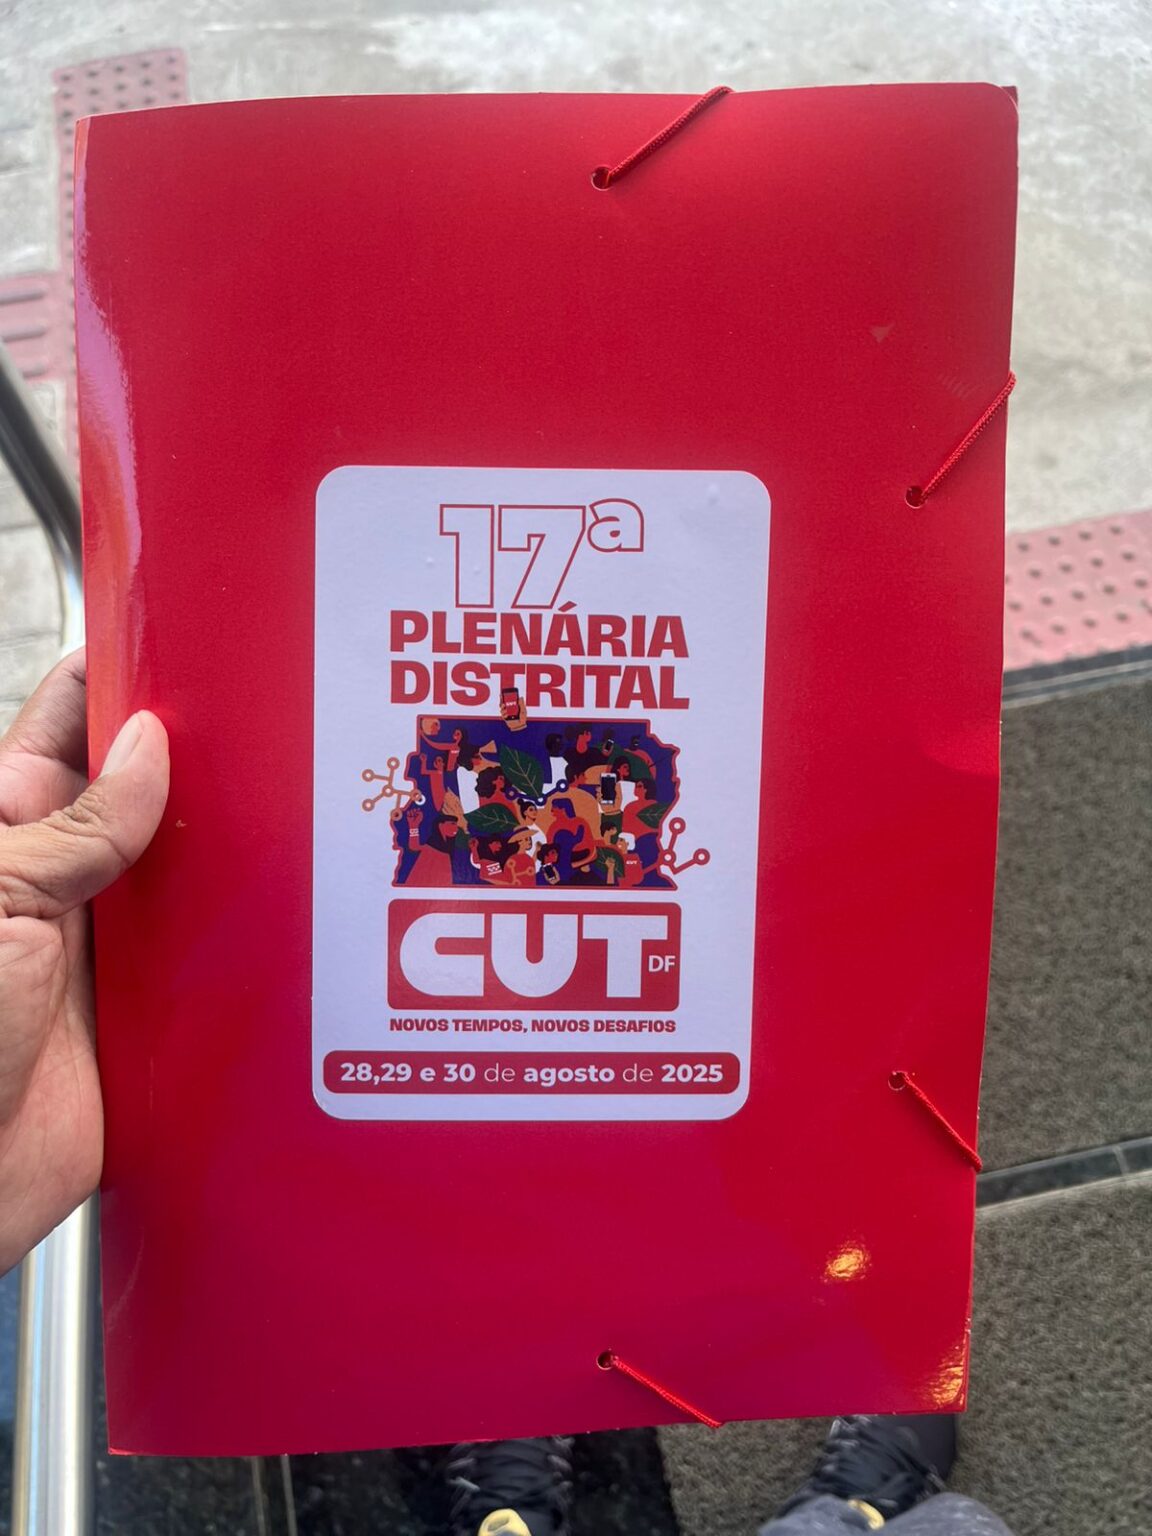 17ª
PLENÁRIA
DISTRITAL
CUT DF
NOVOS TEMPOS, NOVOS DESAFIOS
28,29 e 30 de agosto de 2025